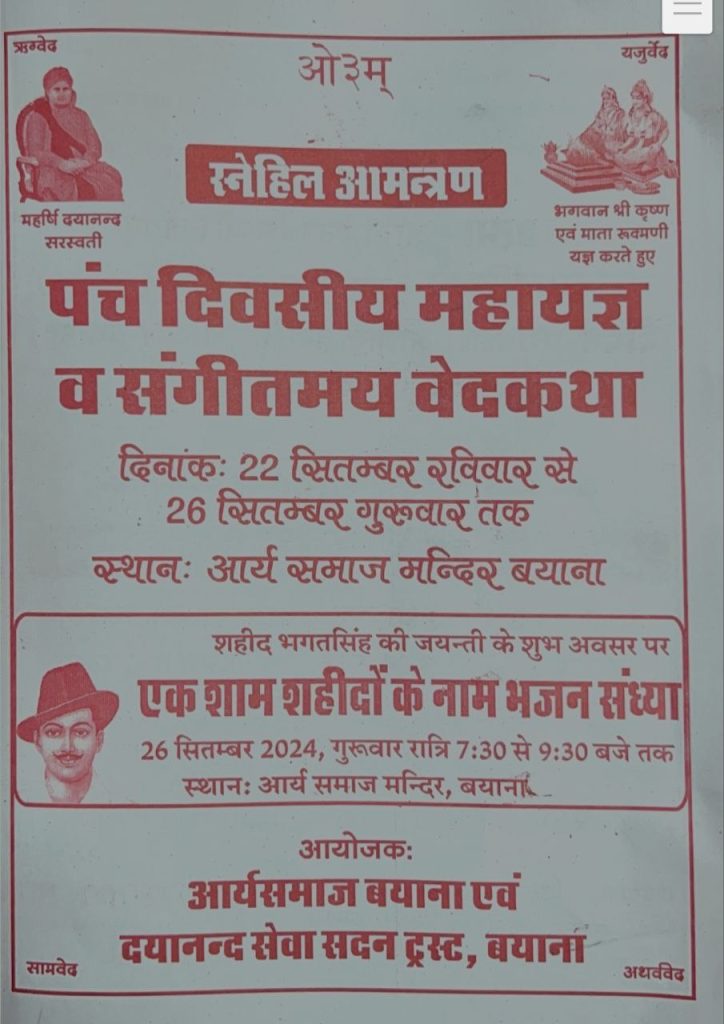 ऋग्वेद
यजुर्वेद
ओ३म्
स्नेहिल आमन्त्रण
महर्षि दयानन्द
सरस्वती
भगवान श्री कृष्ण
एवं माता रूक्मणी
यज्ञ करते हुए
पंच दिवसीय महायज्ञ
व संगीतमय वेदकथा
दिनांक: 22 सितम्बर रविवार से
26 सितम्बर गुरूवार तक
स्थान: आर्य समाज मन्दिर बयाना
शहीद भगतसिंह की जयन्ती के शुभ अवसर पर
एक शाम शहीदों के नाम भजन संध्या
26 सितम्बर 2024, गुरूवार रात्रि 7:30 से 9:30 बजे तक
स्थान: आर्य समाज मन्दिर, बयाना
आयोजक:
आर्यसमाज बयाना एवं
दयानन्द सेवा सदन ट्रस्ट, बयाना
सामवेद
अथर्ववेद